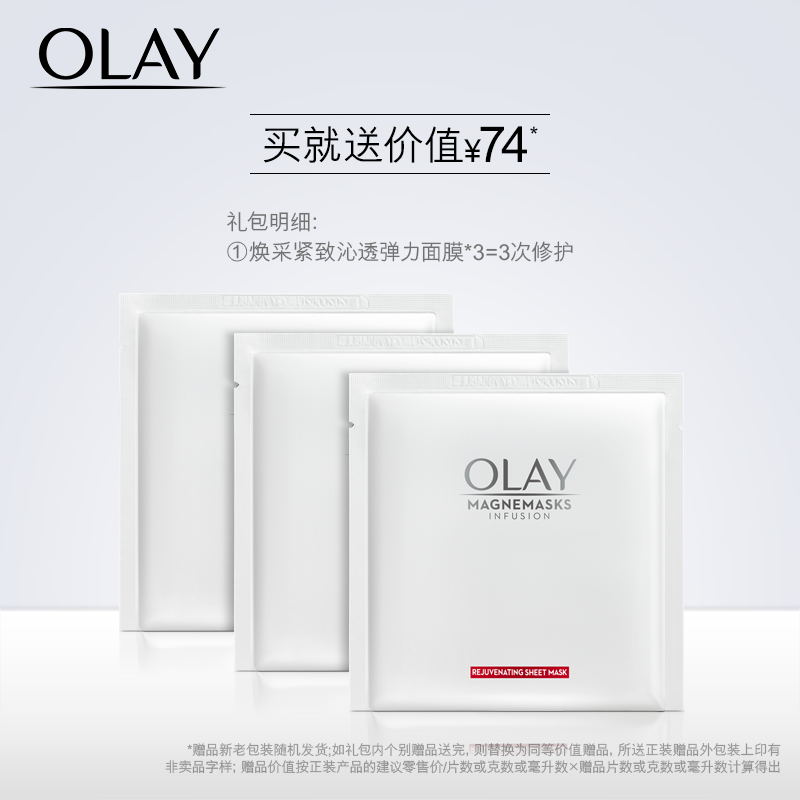 OLAY
买就送价值¥74*
礼包明细:
①焕采紧致沁透弹力面膜*3=3次修护
OLAY
MAGNEMASKS
INFUSION
REJUVENATING SHEET MASK
*赠品新老包装随机发货;如礼包内个别赠品送完, 则替换为同等价值赠品, 所送正装赠品外包装上印有
非卖品字样; 赠品价值按正装产品的建议零售价/片数或克数或毫升数×赠品片数或克数或毫升数计算得出